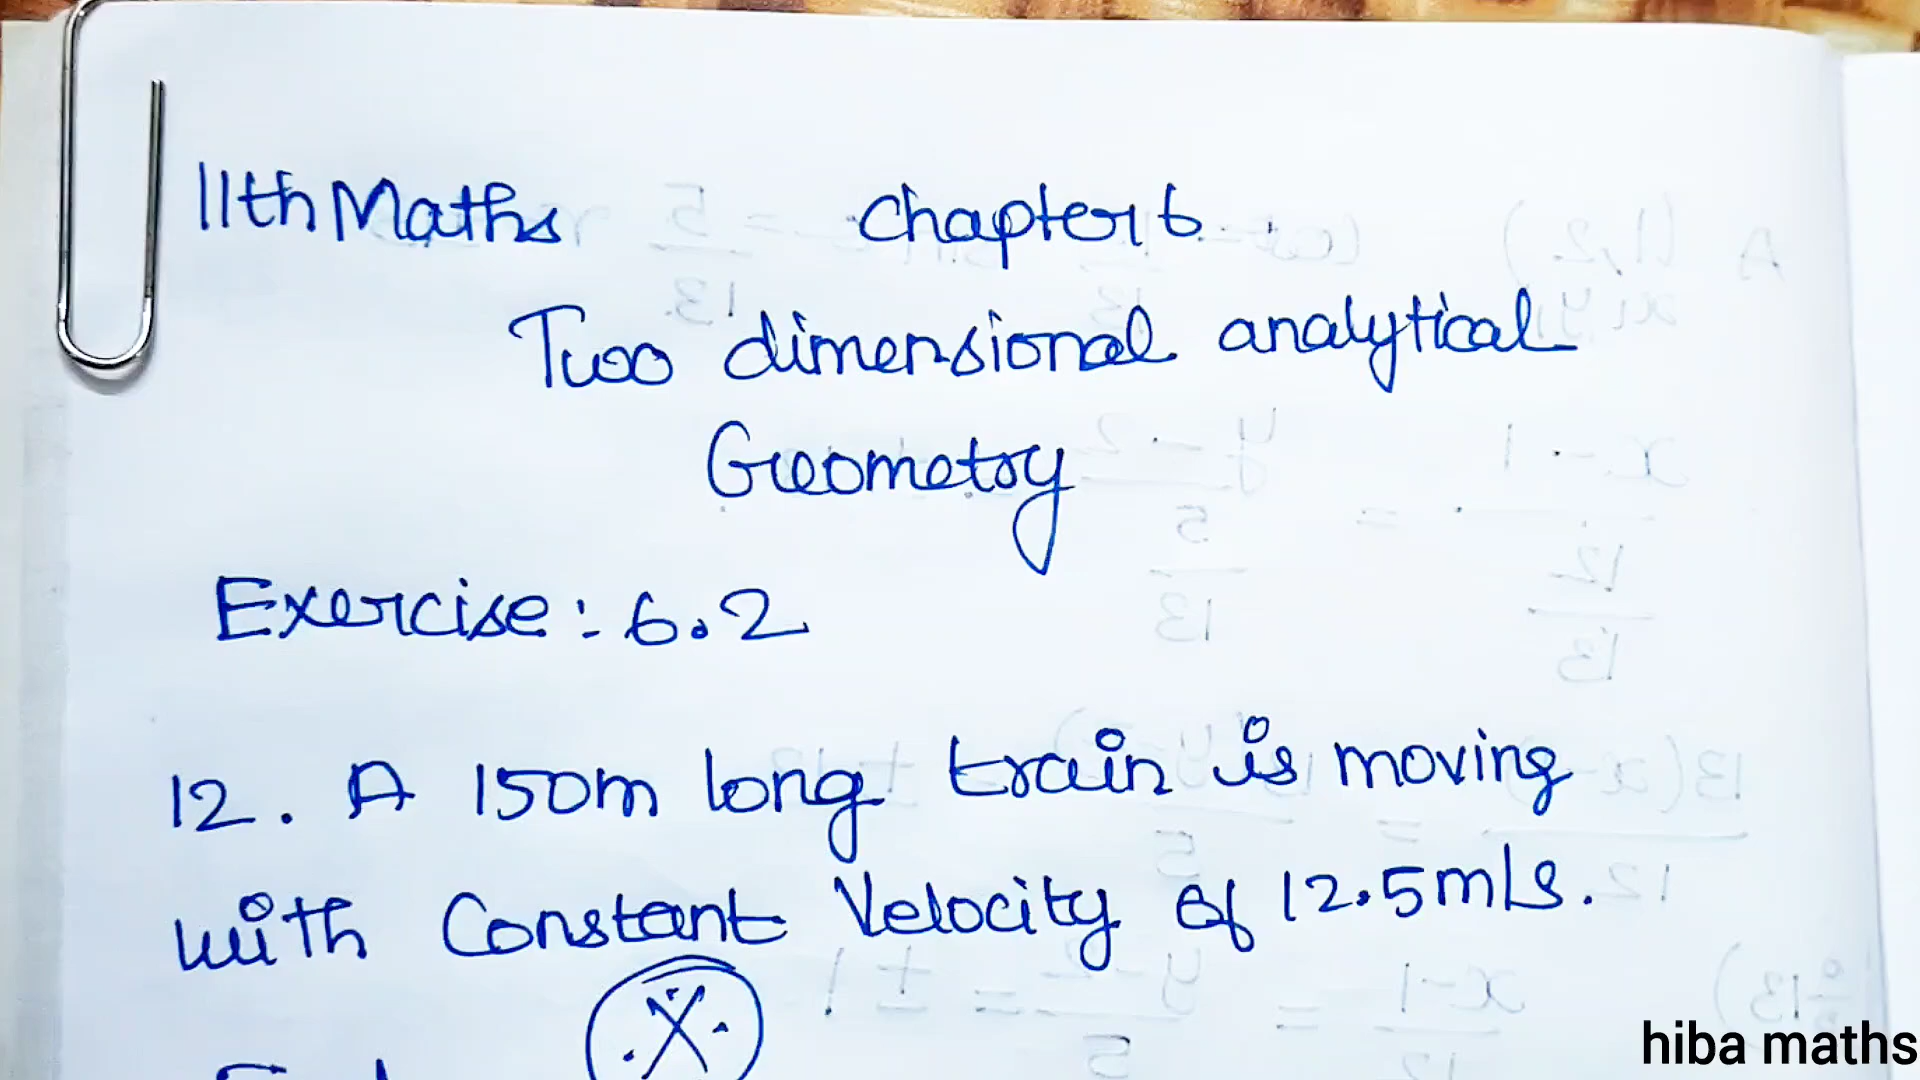 11th Maths Chapter 6
Two dimensional analytical
Geometry
Exercise: 6.2
12. A 150m long train is moving
with Constant Velocity of 12.5m/s.
X
hiba maths